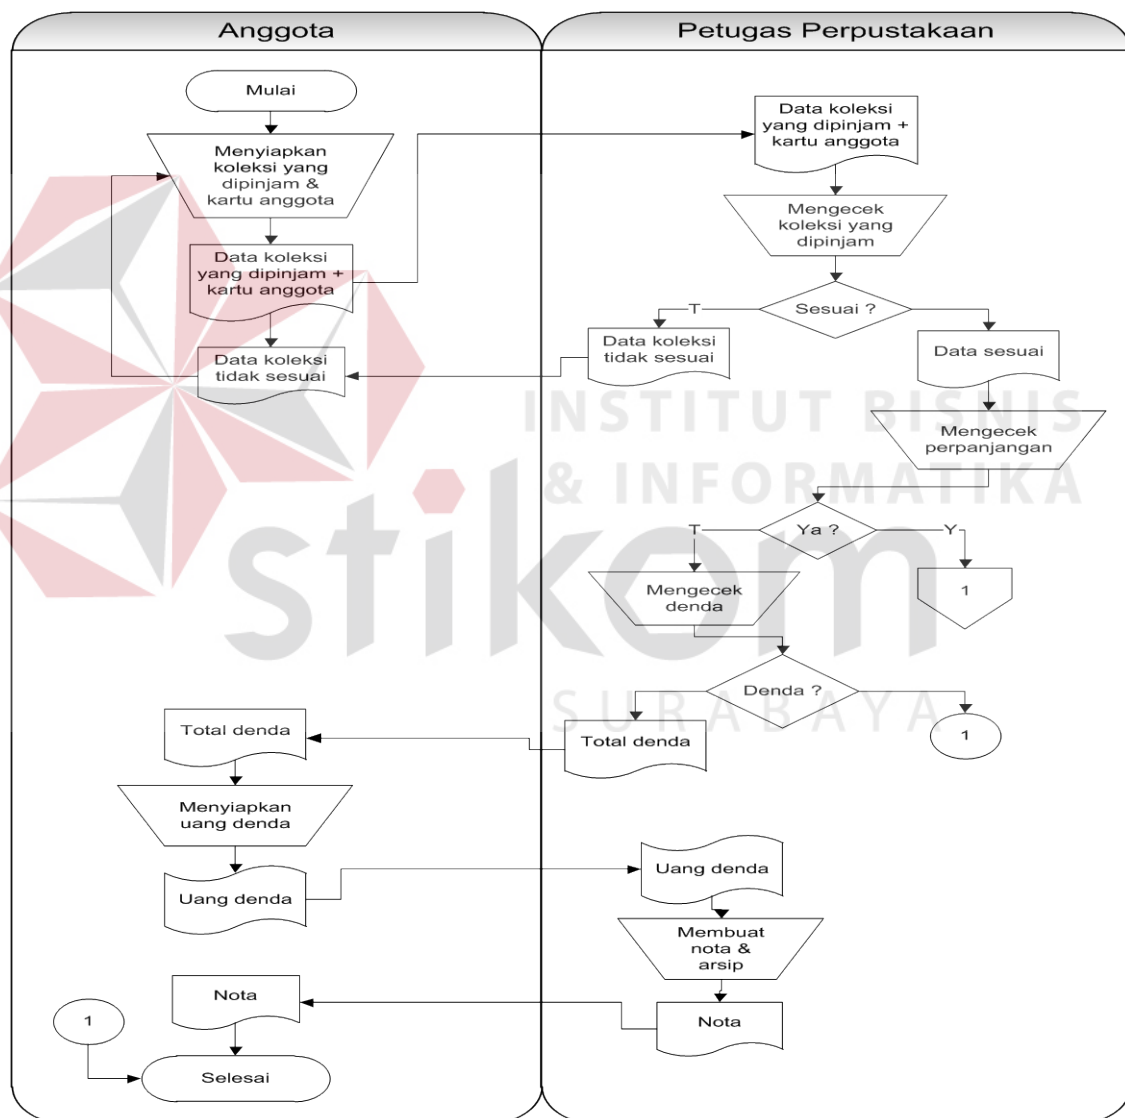 Anggota
Petugas Perpustakaan
Mulai
Menyiapkan
koleksi yang
dipinjam &
kartu anggota
Data koleksi
yang dipinjam +
kartu anggota
Data koleksi
tidak sesuai
Data koleksi
yang dipinjam +
kartu anggota
Mengecek
koleksi yang
dipinjam
Sesuai ?
T
Data koleksi
tidak sesuai
Data sesuai
Mengecek
perpanjangan
Ya ?
T
Y
Mengecek
denda
1
Denda ?
Total denda
1
Total denda
Menyiapkan
uang denda
Uang denda
Uang denda
Membuat
nota &
arsip
Nota
Nota
1
Selesai
INSTITUT BISNIS
& INFORMATIKA
stikom
SURABAYA